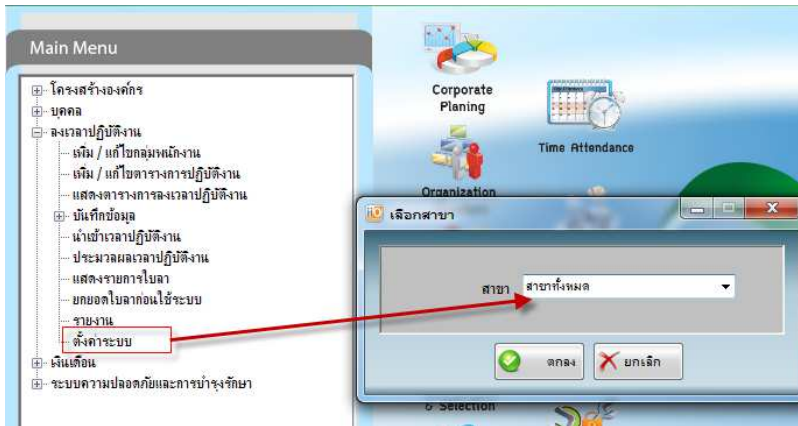 Main Menu
โครงสร้างองค์กร
บุคคล
ลงเวลาปฏิบัติงาน
เพิ่ม / แก้ไขกลุ่มพนักงาน
เพิ่ม / แก้ไขตารางการปฏิบัติงาน
แสดงตารางการลงเวลาปฏิบัติงาน
บันทึกข้อมูล
นำเข้าเวลาปฏิบัติงาน
ประมวลผลเวลาปฏิบัติงาน
แสดงรายการใบลา
ยกยอดใบลาก่อนใช้ระบบ
รายงาน
ตั้งค่าระบบ
เงินเดือน
ระบบความปลอดภัยและการบำรุงรักษา
Corporate
Planing
Time Attendance
Organization
เลือกสาขา
สาขา สาขาทั้งหมด
ตกลง ยกเลิก
& Selection